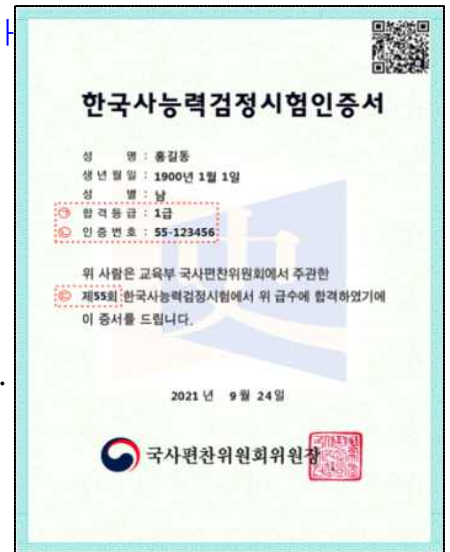 한국사능력검정시험인증서
성 명 : 홍길동
생년월일 : 1900년 1월 1일
성 별 : 남
㉠ 합격등급 : 1급
㉡ 인증번호 : 55-123456
위 사람은 교육부 국사편찬위원회에서 주관한
㉢ 제55회 한국사능력검정시험에서 위 급수에 합격하였기에
이 증서를 드립니다.
2021년 9월 24일
국사편찬위원회위원장